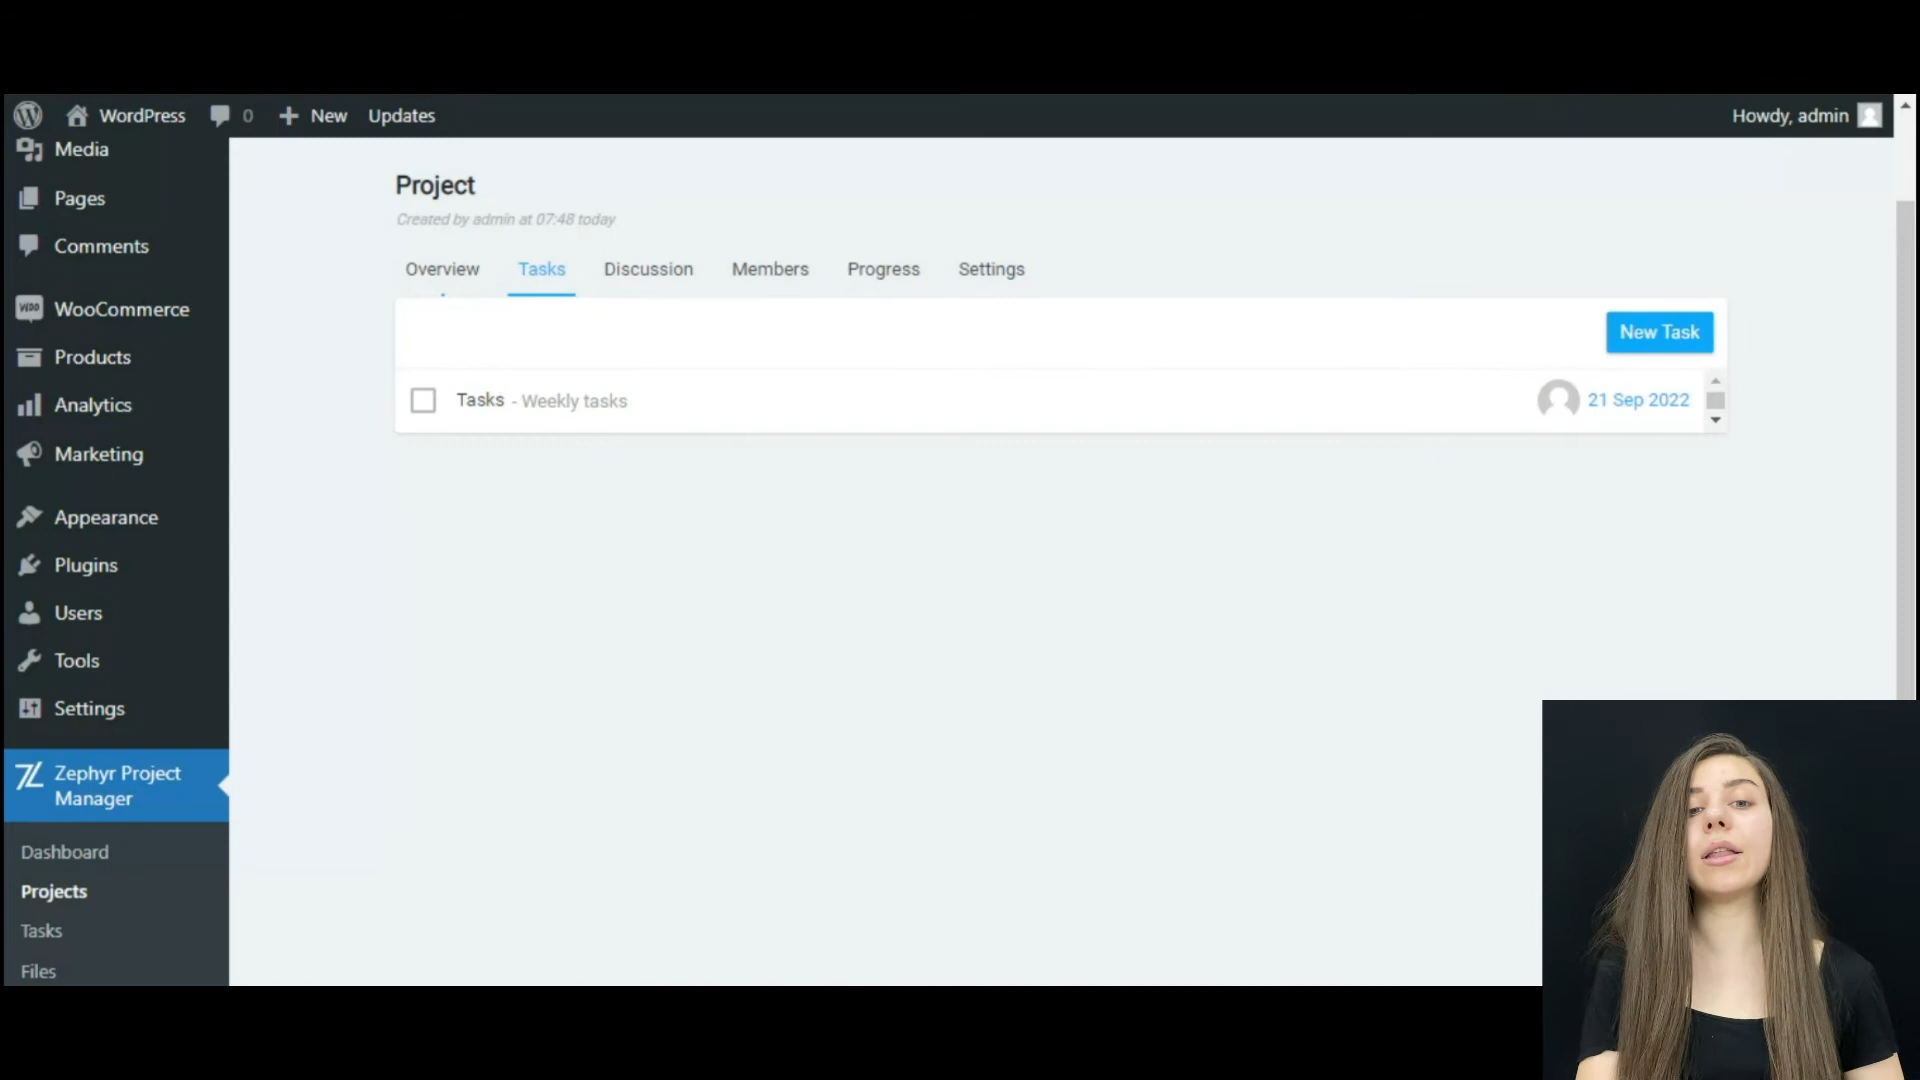 WordPress 0 New Updates Howdy, admin
Media
Pages
Comments
WOO WooCommerce
Products
Analytics
Marketing
Appearance
Plugins
Users
Tools
Settings
Zephyr Project
Manager
Dashboard
Projects
Tasks
Files
Project
Created by admin at 07:48 today
Overview Tasks Discussion Members Progress Settings
New Task
Tasks - Weekly tasks 21 Sep 2022